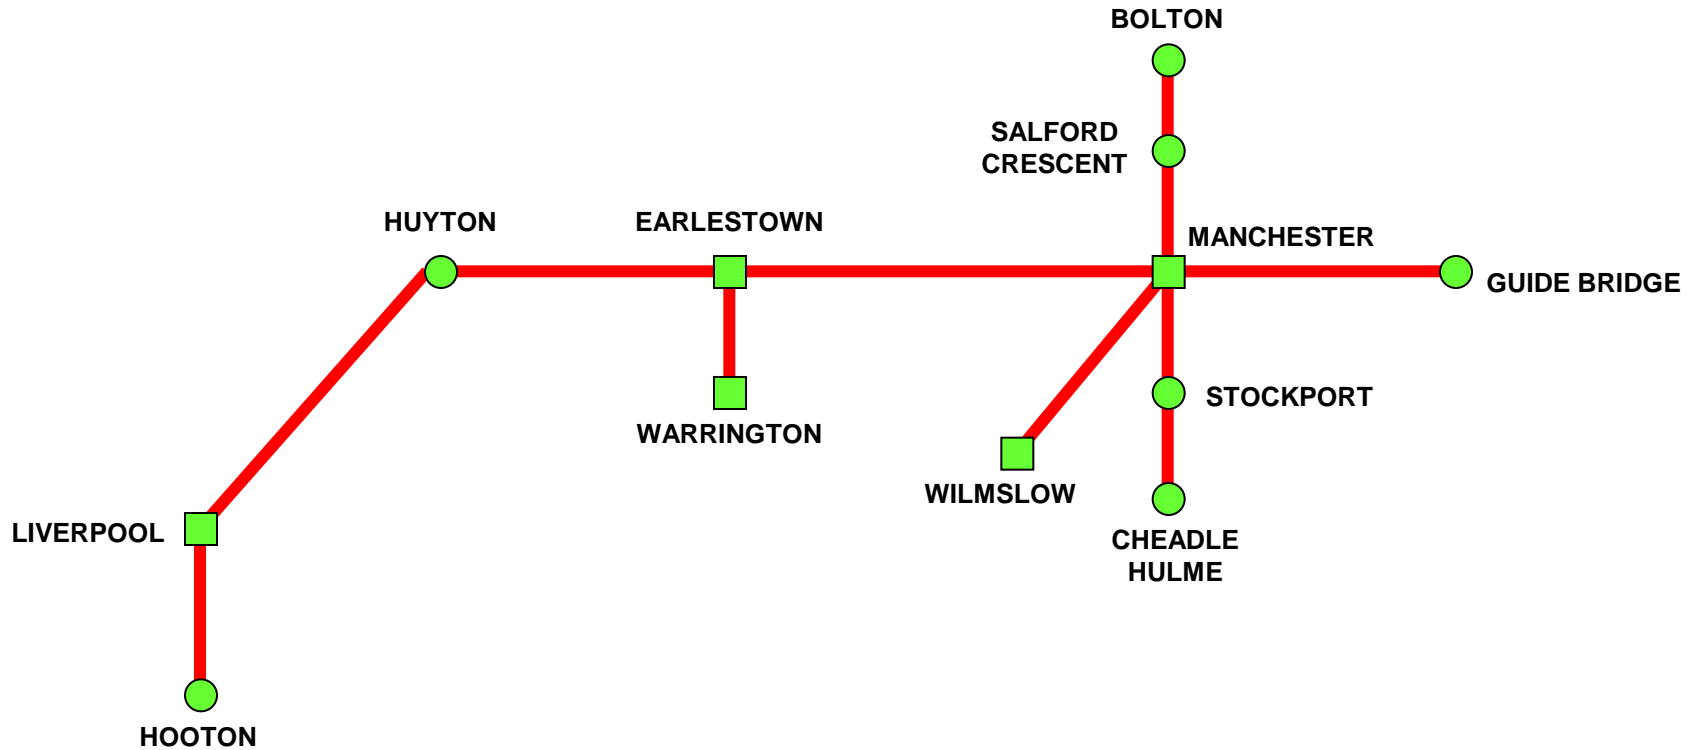 BOLTON
SALFORD
CRESCENT
HUYTON
EARLESTOWN
MANCHESTER
GUIDE BRIDGE
STOCKPORT
WARRINGTON
WILMSLOW
LIVERPOOL
CHEADLE
HULME
HOOTON